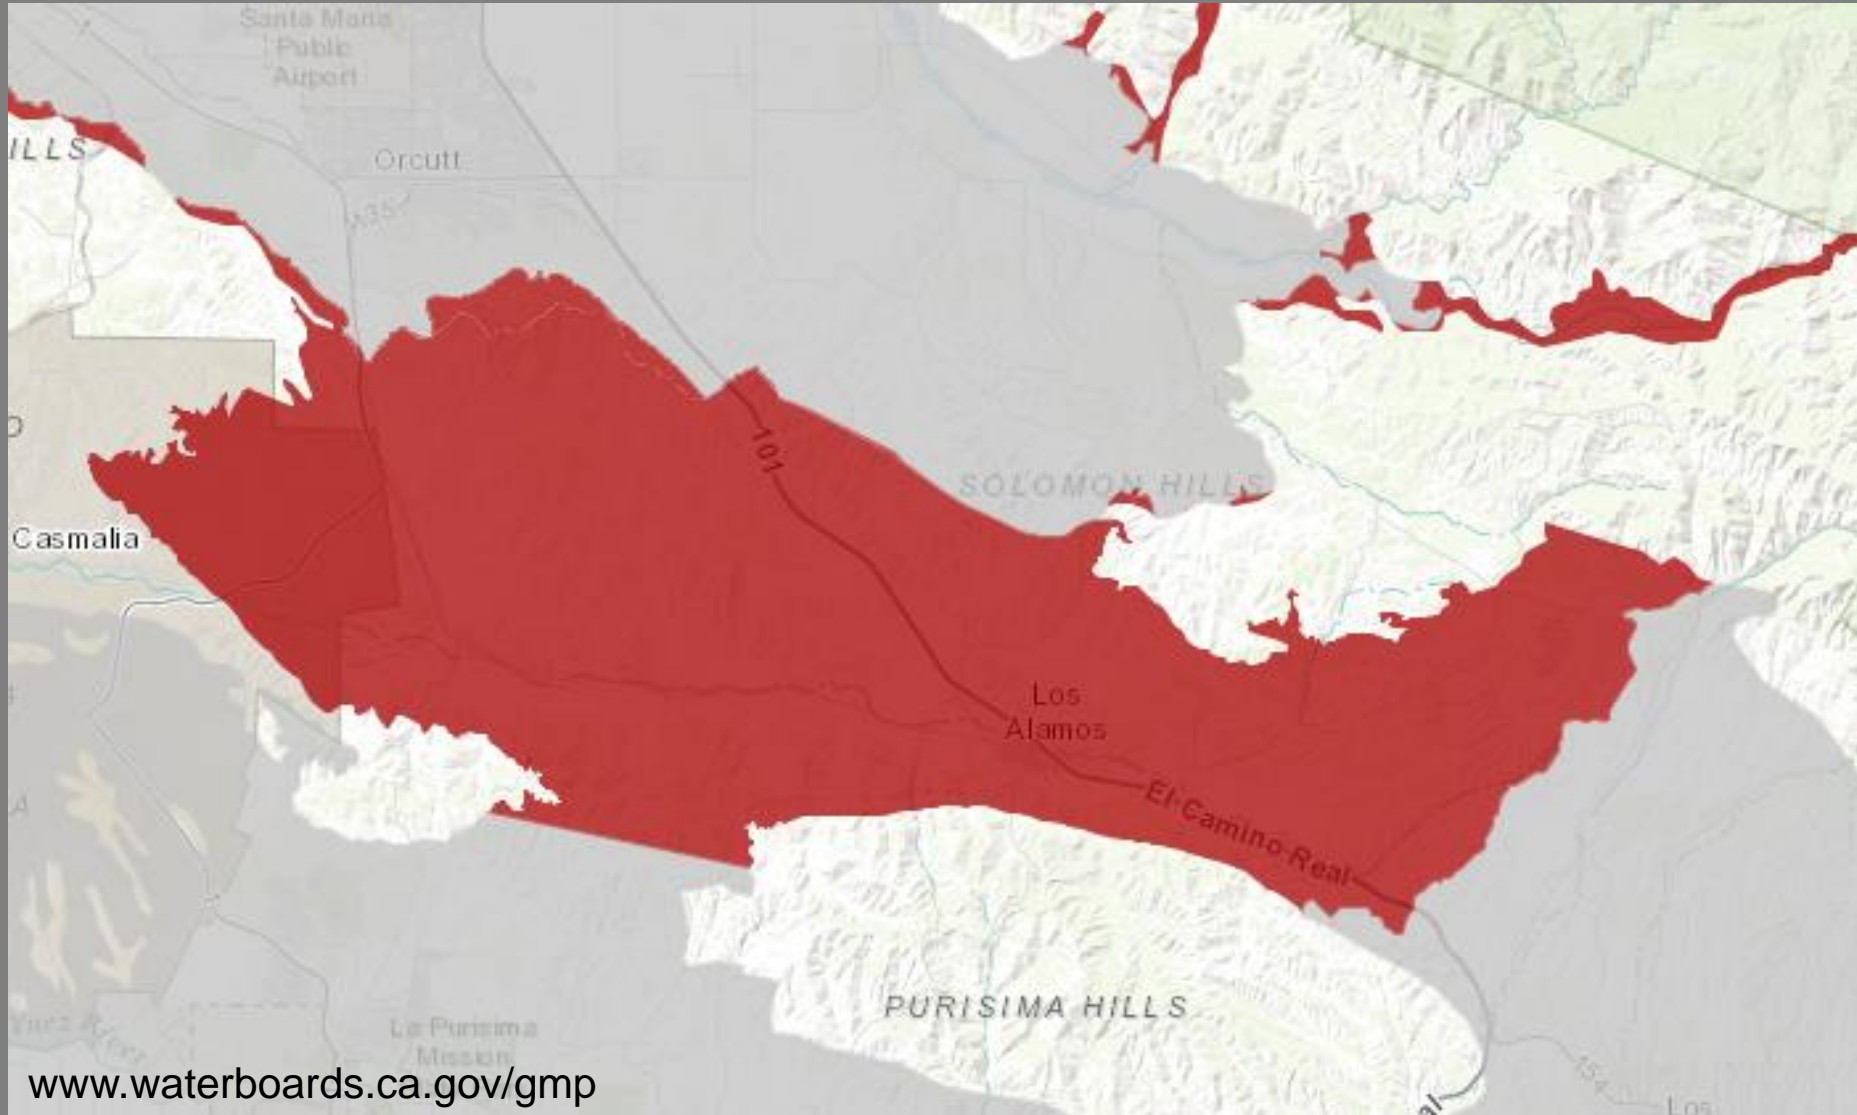 Santa Maria
Public
Airport
ILLS
Orcutt
135
101
SOLOMON HILLS
Casmalia
Los
Alamos
El Camino Real
PURISIMA HILLS
La Purisima
Mission
154
Los
www.waterboards.ca.gov/gmp